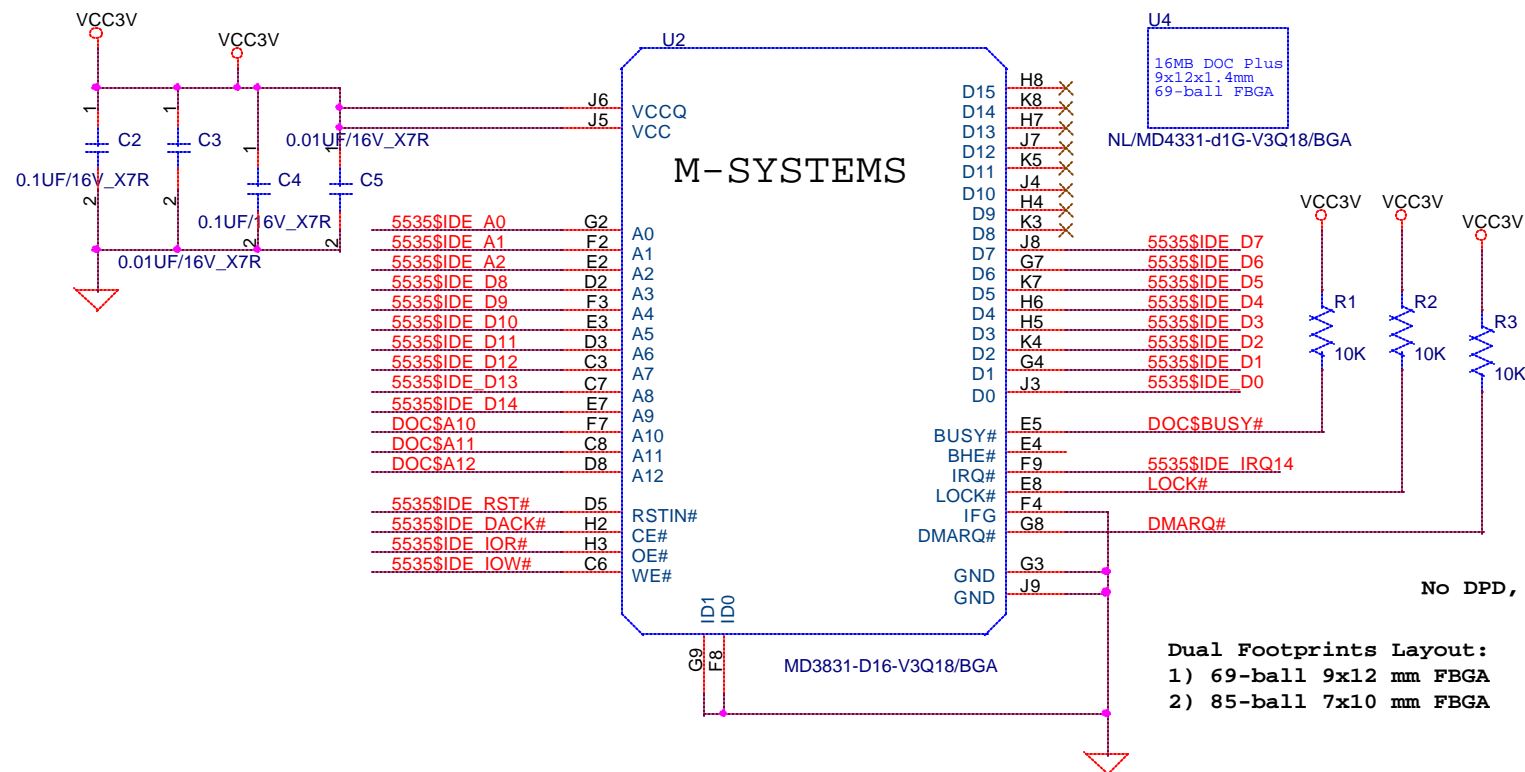 VCC3V
VCC3V
1
1
C2
C3
0.1UF/16V_X7R
2
2
1
1
0.01UF/16V_X7R
C4
C5
0.1UF/16V_X7R
2
2
0.01UF/16V_X7R
U2
M-SYSTEMS
J6
VCCQ
J5
VCC
5535$IDE_A0 G2 A0
5535$IDE_A1 F2 A1
5535$IDE_A2 E2 A2
5535$IDE_D8 D2 A3
5535$IDE_D9 F3 A4
5535$IDE_D10 E3 A5
5535$IDE_D11 D3 A6
5535$IDE_D12 C3 A7
5535$IDE_D13 C7 A8
5535$IDE_D14 E7 A9
DOC$A10 F7 A10
DOC$A11 C8 A11
DOC$A12 D8 A12
5535$IDE_RST# D5 RSTIN#
5535$IDE_DACK# H2 CE#
5535$IDE_IOR# H3 OE#
5535$IDE_IOW# C6 WE#
D15 H8
D14 K8
D13 H7
D12 J7
D11 K5
D10 J4
D9 H4
D8 K3
D7 J8 5535$IDE_D7
D6 G7 5535$IDE_D6
D5 K7 5535$IDE_D5
D4 H6 5535$IDE_D4
D3 H5 5535$IDE_D3
D2 K4 5535$IDE_D2
D1 G4 5535$IDE_D1
D0 J3 5535$IDE_D0
BUSY# E5 DOC$BUSY#
BHE# E4
IRQ# F9 5535$IDE_IRQ14
LOCK# E8 LOCK#
IFG F4
DMARQ# G8 DMARQ#
GND G3
GND J9
ID1
ID0
G9
F8
MD3831-D16-V3Q18/BGA
U4
16MB DOC Plus
9x12x1.4mm
69-ball FBGA
NL/MD4331-d1G-V3Q18/BGA
VCC3V
VCC3V
VCC3V
R1
10K
R2
10K
R3
10K
No DPD,
Dual Footprints Layout:
1) 69-ball 9x12 mm FBGA
2) 85-ball 7x10 mm FBGA